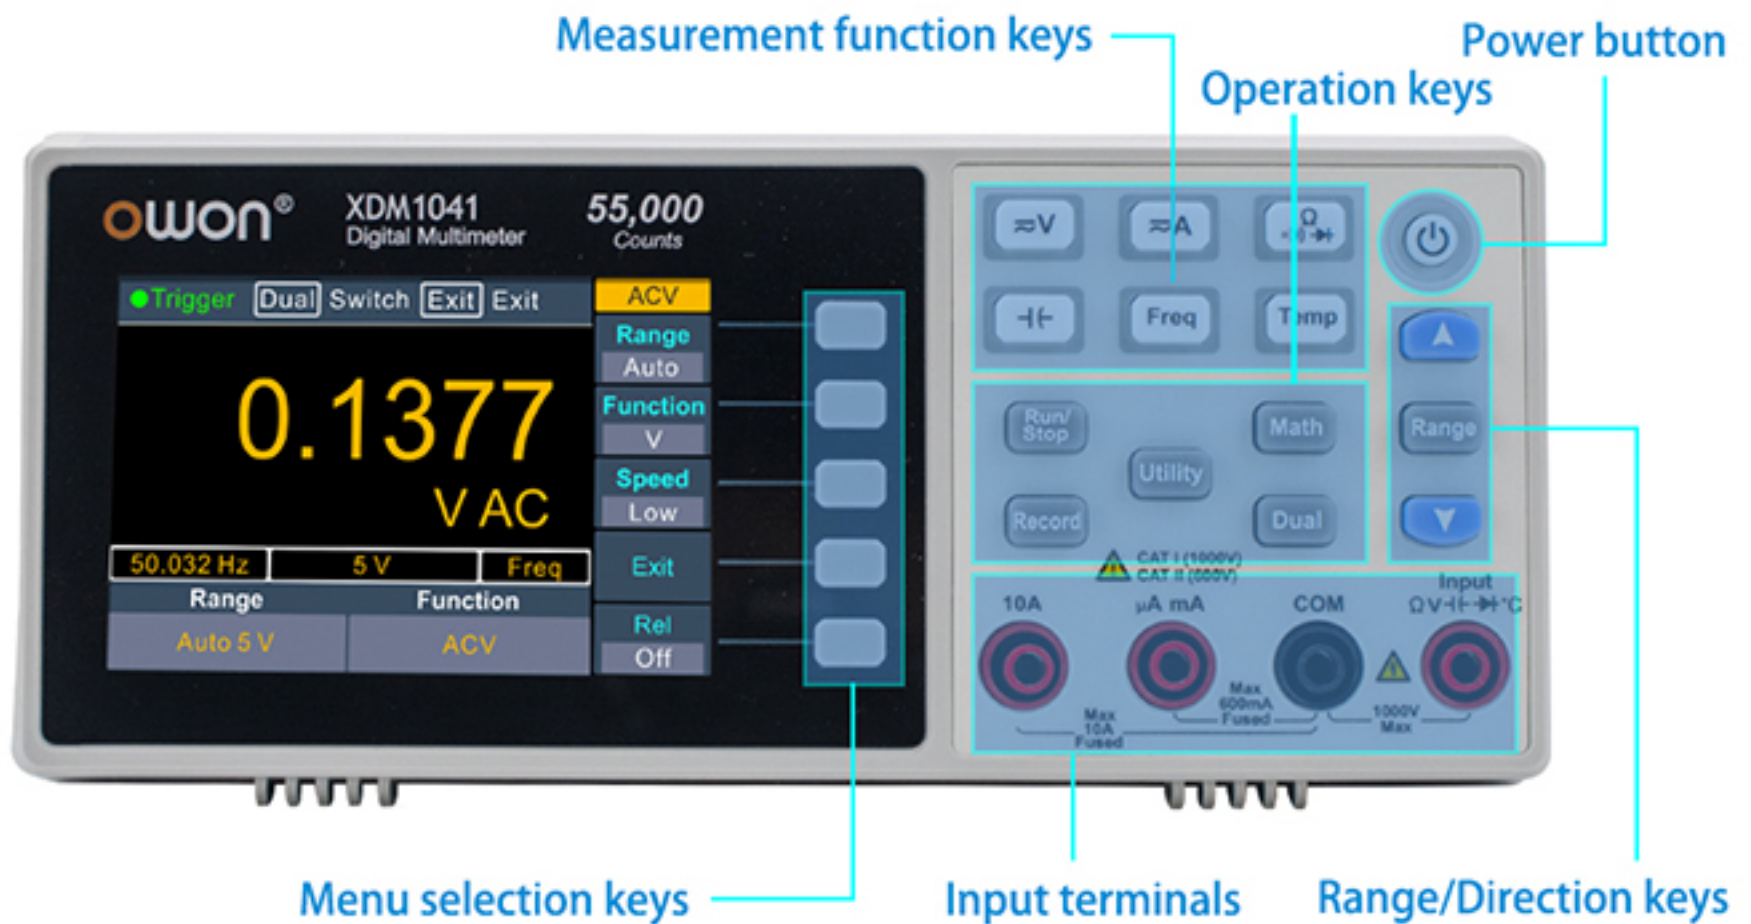 Measurement function keys
Power button
Operation keys
owon®
XDM1041
Digital Multimeter
55,000
Counts
Trigger Dual Switch Exit Exit
ACV
Range
Auto
Function
V
Speed
Low
Exit
Rel
Off
0.1377
V AC
50.032 Hz 5 V Freq
Range Function
Auto 5 V ACV
≂V ≂A Ω
Freq Temp
Run/
Stop
Math
Range
Utility
Record
Dual
CAT I (1000V)
CAT II (600V)
10A μA mA COM Input
Ω V °C
Max
10A
Fused
Max
600mA
Fused
1000V
Max
Menu selection keys
Input terminals
Range/Direction keys